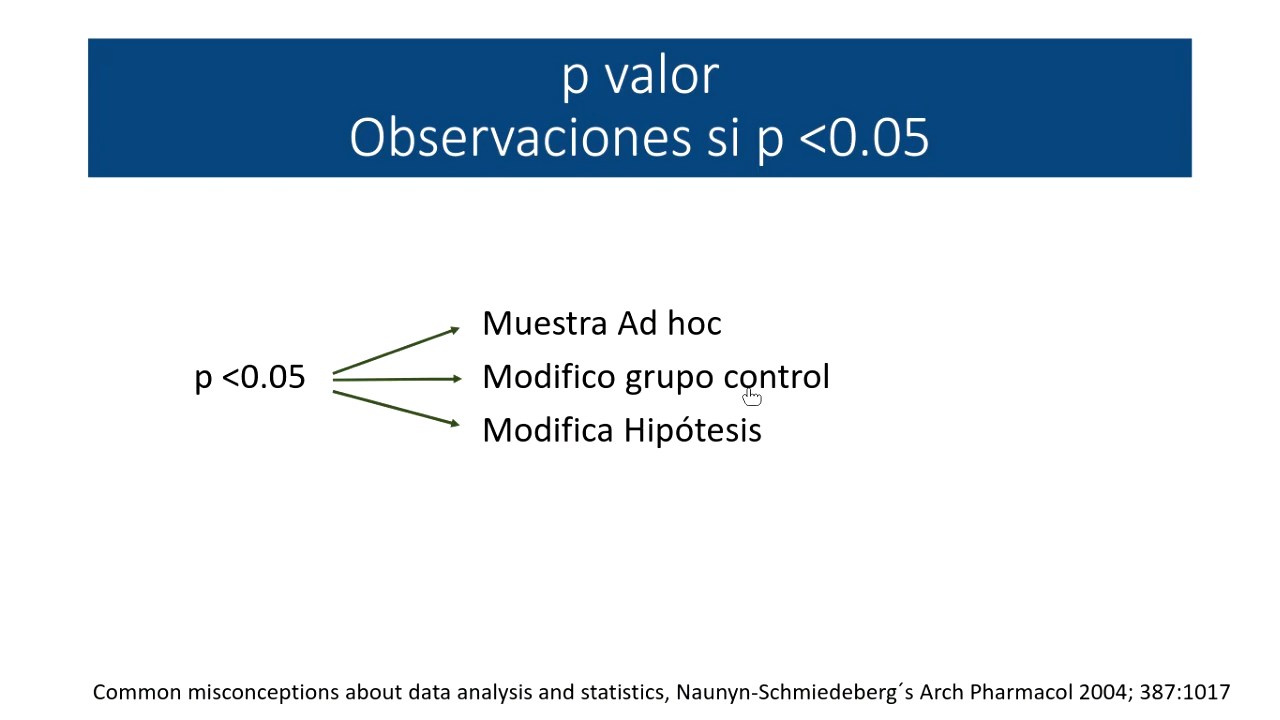 p valor
Observaciones si p <0.05
Muestra Ad hoc
p <0.05
Modifico grupo control
Modifica Hipótesis
Common misconceptions about data analysis and statistics, Naunyn-Schmiedeberg´s Arch Pharmacol 2004; 387:1017